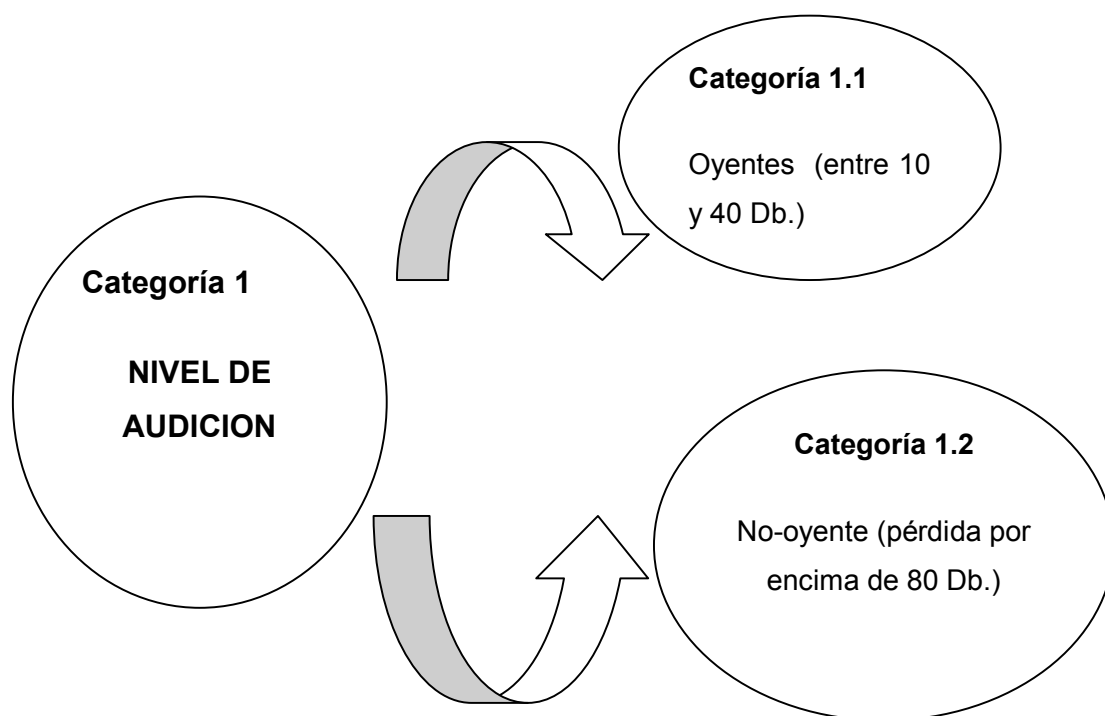 Categoría 1
NIVEL DE
AUDICION
Categoría 1.1
Oyentes (entre 10
y 40 Db.)
Categoría 1.2
No-oyente (pérdida por
encima de 80 Db.)